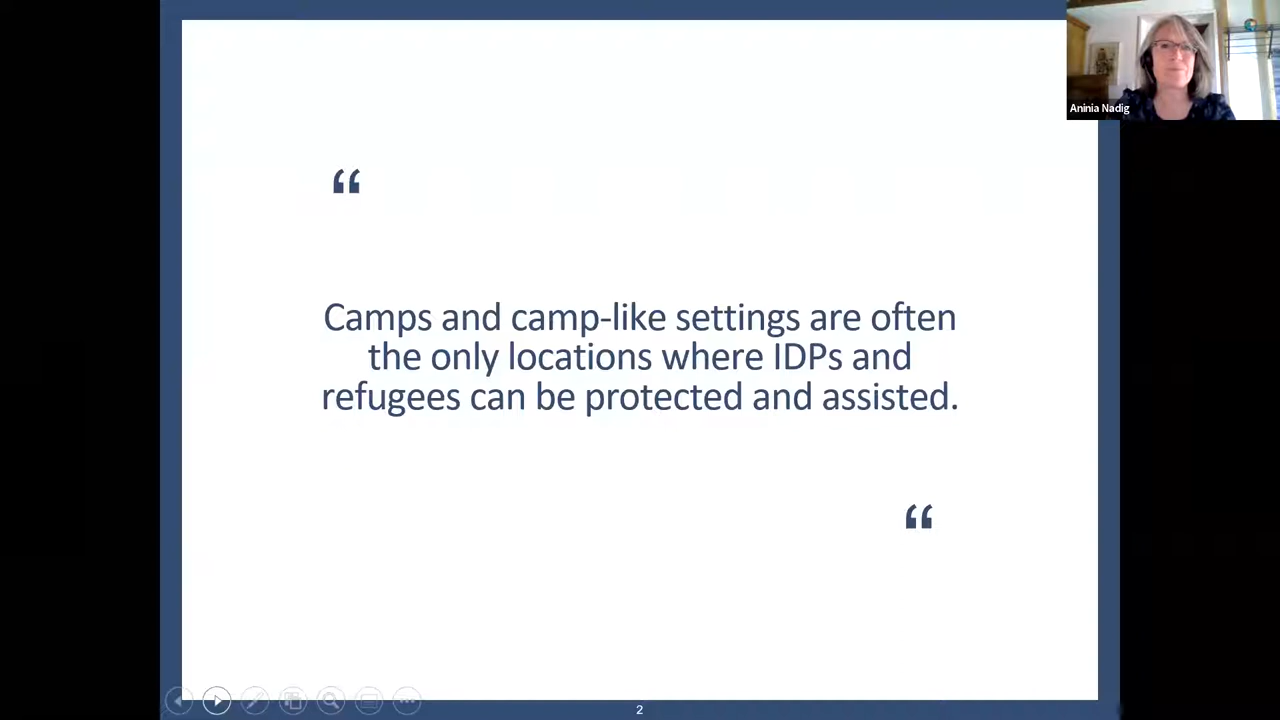 Aninia Nadig
“
Camps and camp-like settings are often
the only locations where IDPs and
refugees can be protected and assisted.
“
2